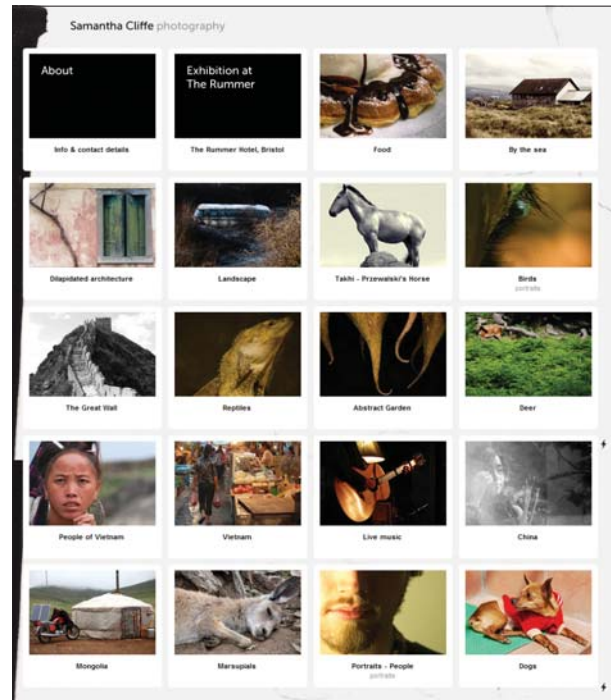 Samantha Cliffe photography
About
Exhibition at
The Rummer
Info & contact details
The Rummer Hotel, Bristol
Food
By the sea
Dilapidated architecture
Landscape
Takhi - Przewalski's Horse
Birds
portraits
The Great Wall
Reptiles
Abstract Garden
Deer
People of Vietnam
Vietnam
Live music
China
Mongolia
Marsupials
Portraits - People
portraits
Dogs